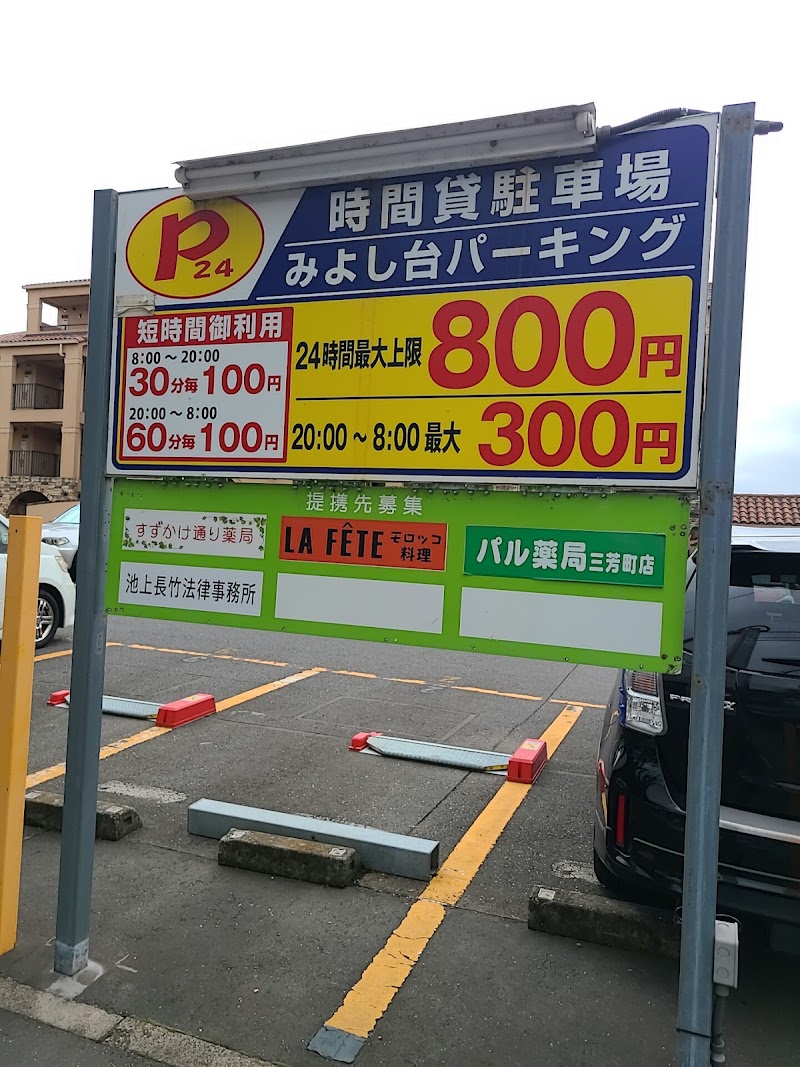 P24
時間貸駐車場
みよし台パーキング
短時間御利用
8:00～20:00
30分毎100円
20:00～8:00
60分毎100円
24時間最大上限 800円
20:00～8:00最大 300円
提携先募集
すずかけ通り薬局
LA FÊTE モロッコ料理
パル薬局 三芳町店
池上長竹法律事務所